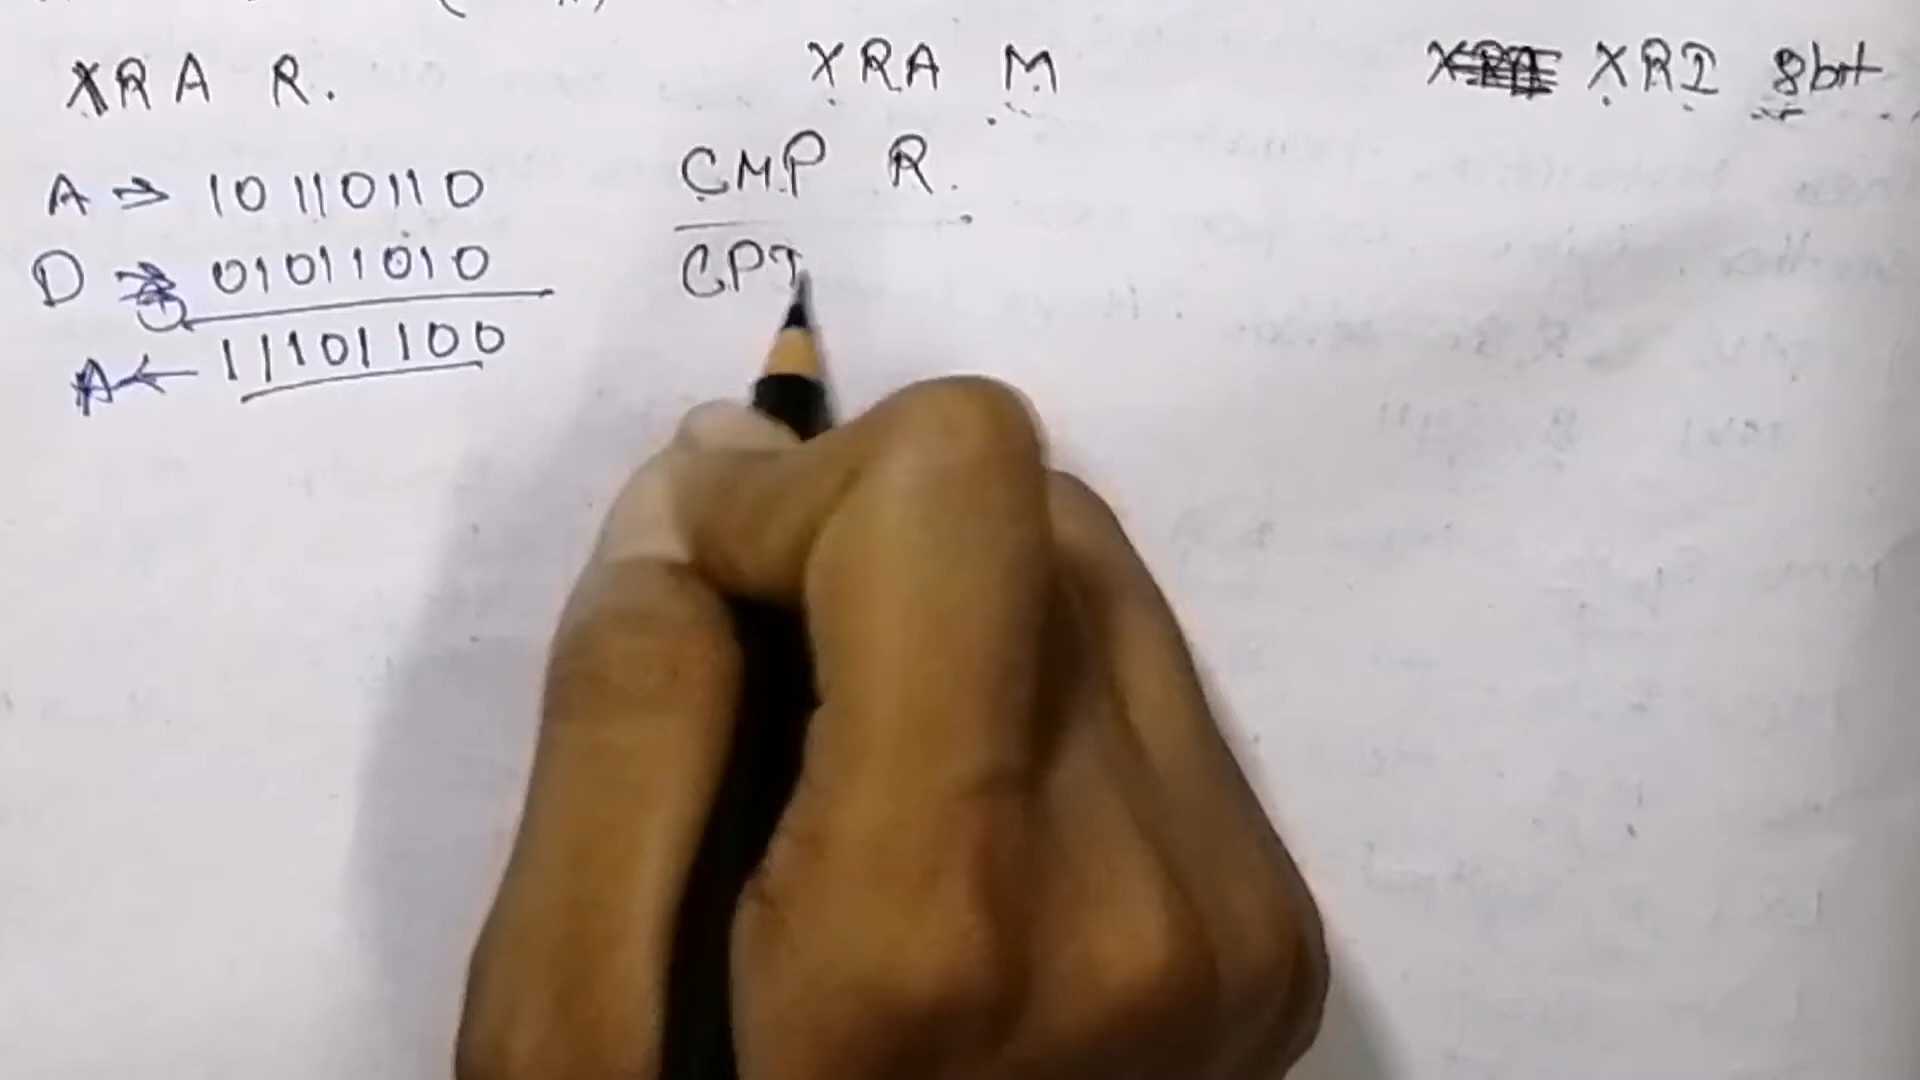 XRA R.
XRA M
XRI 8bit
A → 10110110
D → 01011010
A ← 11101100
CMP R.
CPI